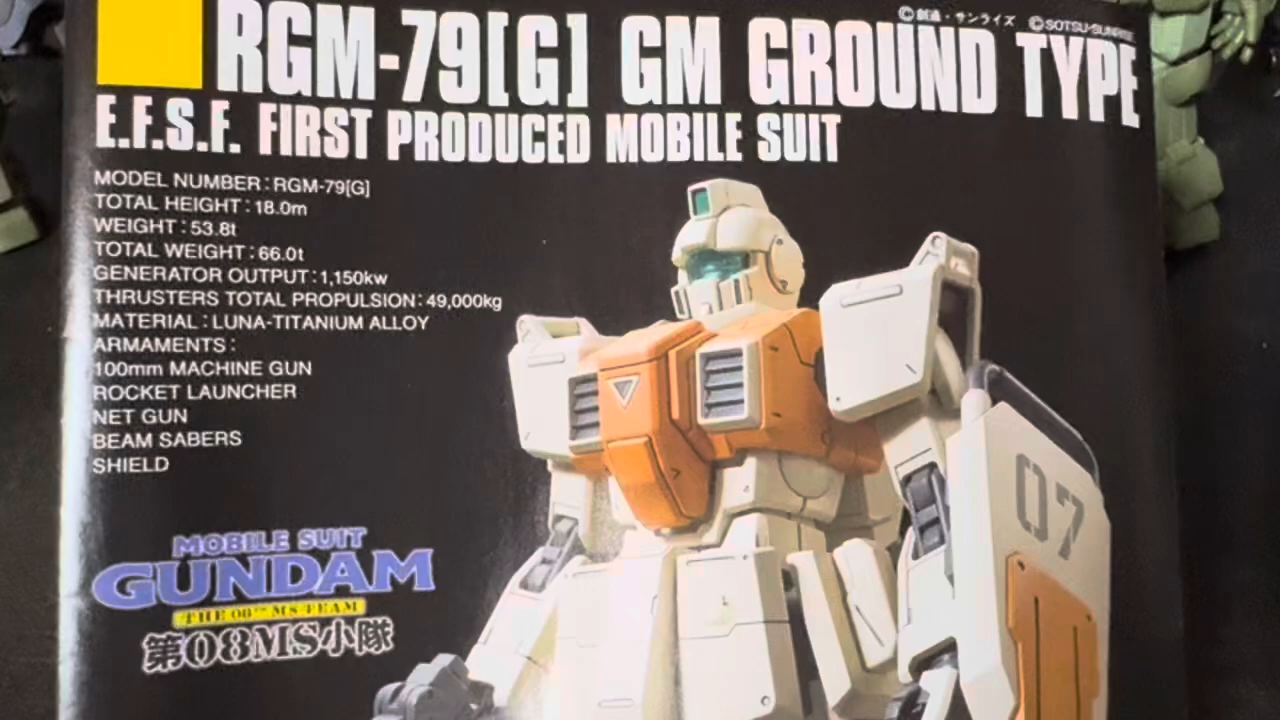 ©創通・サンライズ ©SOTSU・SUNRISE
RGM-79[G] GM GROUND TYPE
E.F.S.F. FIRST PRODUCED MOBILE SUIT
MODEL NUMBER:RGM-79[G]
TOTAL HEIGHT:18.0m
WEIGHT:53.8t
TOTAL WEIGHT:66.0t
GENERATOR OUTPUT:1,150kw
THRUSTERS TOTAL PROPULSION:49,000kg
MATERIAL:LUNA-TITANIUM ALLOY
ARMAMENTS:
100mm MACHINE GUN
ROCKET LAUNCHER
NET GUN
BEAM SABERS
SHIELD
07
MOBILE SUIT
GUNDAM
THE 08TH MS TEAM
第08MS小隊